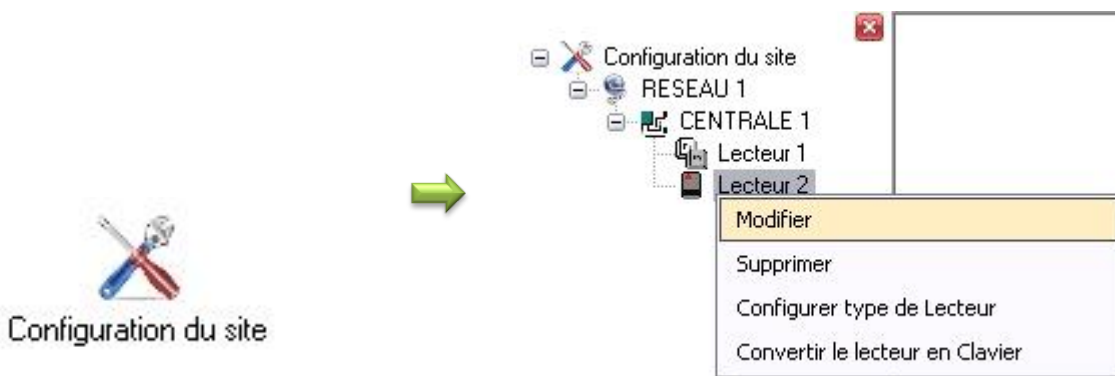 Configuration du site
Configuration du site
RESEAU 1
CENTRALE 1
Lecteur 1
Lecteur 2
Modifier
Supprimer
Configurer type de Lecteur
Convertir le lecteur en Clavier